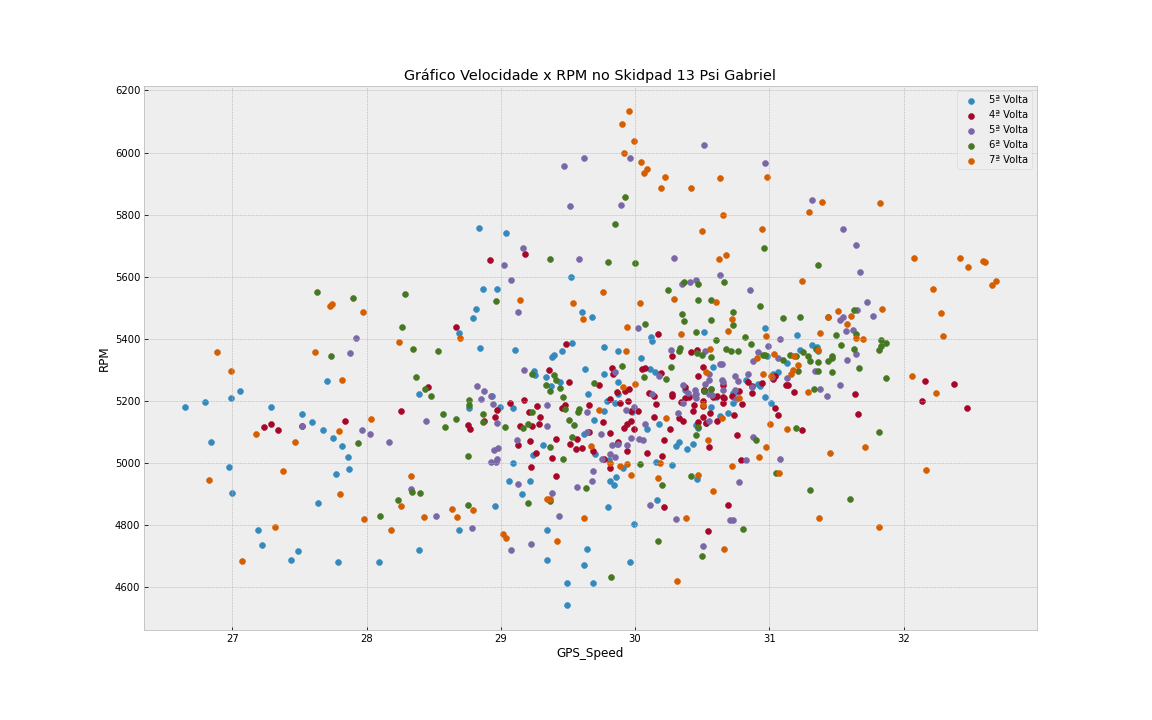 Gráfico Velocidade x RPM no Skidpad 13 Psi Gabriel
6200
6000
5800
5600
5400
5200
5000
4800
4600
RPM
27 28 29 30 31 32
GPS_Speed
5ª Volta
4ª Volta
5ª Volta
6ª Volta
7ª Volta